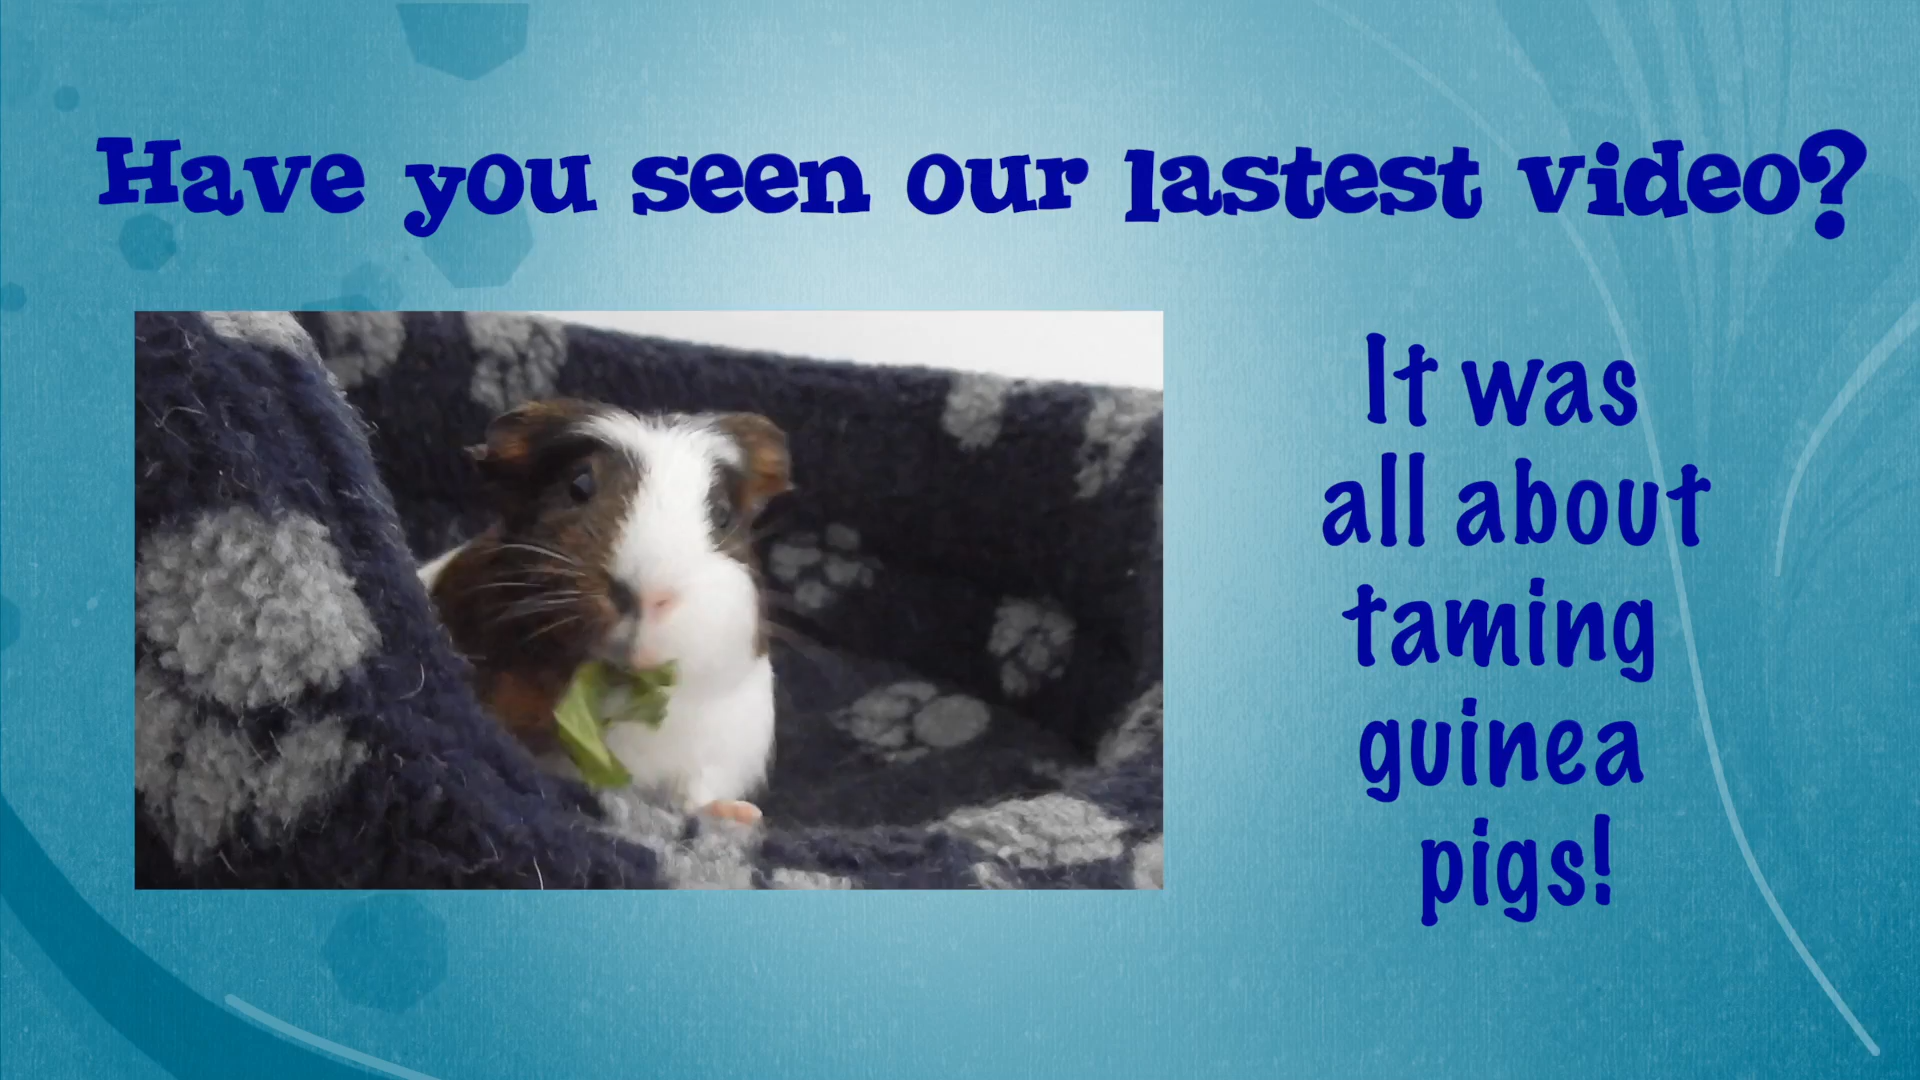 Have you seen our lastest video?
It was
all about
taming
guinea
pigs!